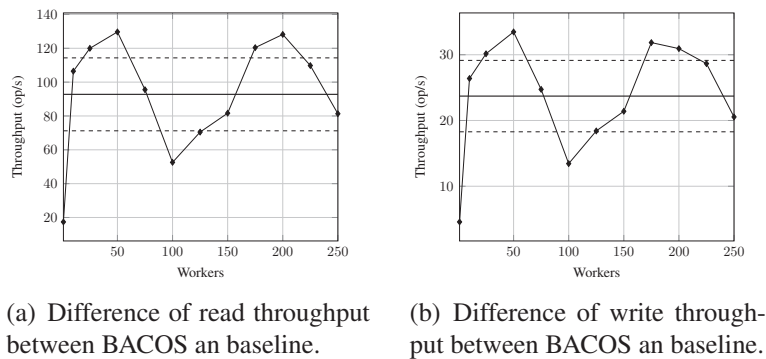 140
120
100
80
60
40
20
50
100
150
200
250
Workers
Throughput (op/s)
30
20
10
50
100
150
200
250
Workers
Throughput (op/s)
(a) Difference of read throughput
between BACOS an baseline.
(b) Difference of write through-
put between BACOS an baseline.